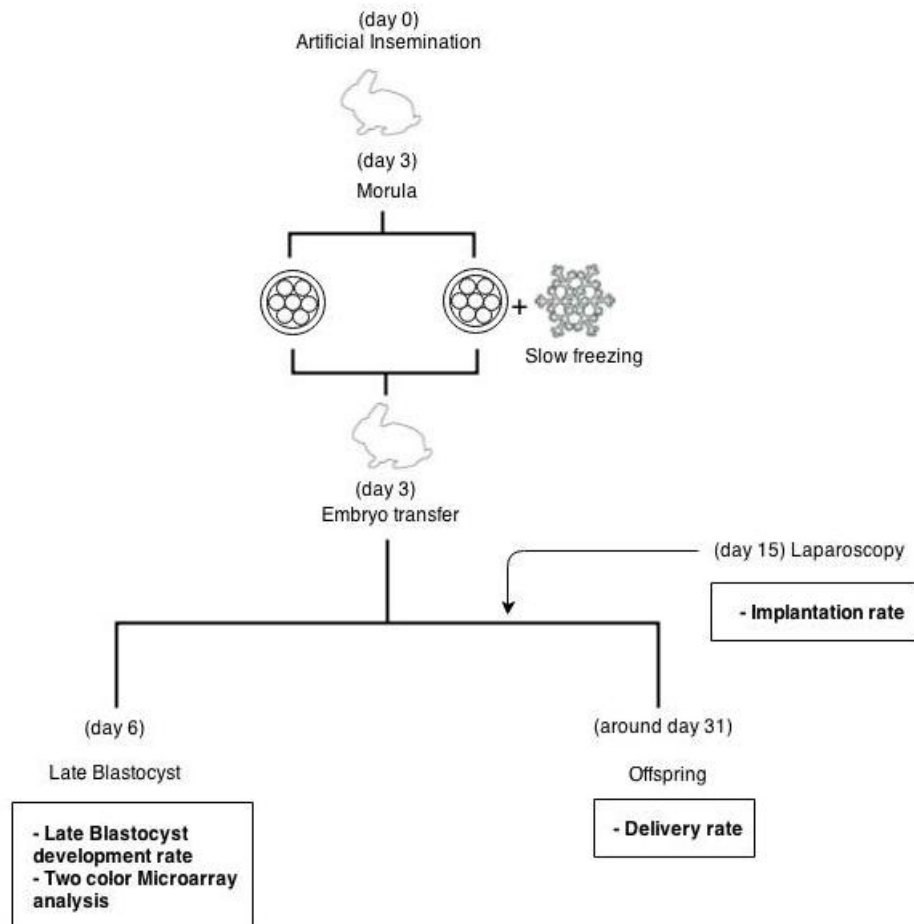 (day 0)
Artificial Insemination
(day 3)
Morula
+
Slow freezing
(day 3)
Embryo transfer
(day 15) Laparoscopy
- Implantation rate
(day 6)
Late Blastocyst
- Late Blastocyst
development rate
- Two color Microarray
analysis
(around day 31)
Offspring
- Delivery rate